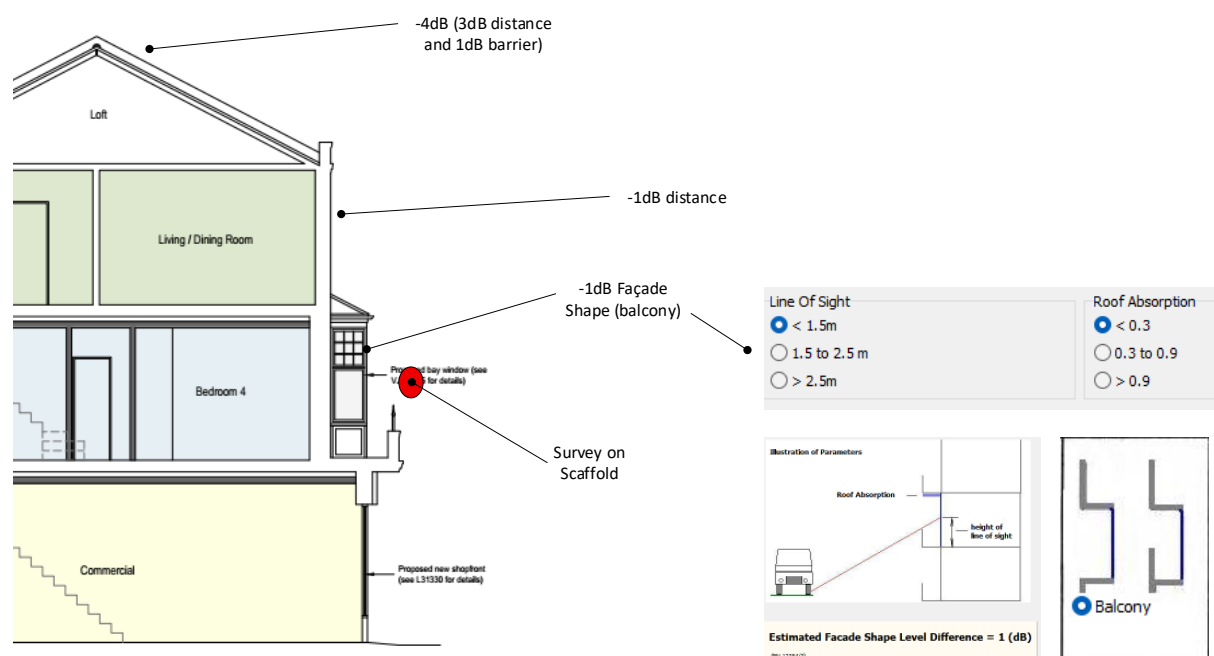 -4dB (3dB distance
and 1dB barrier)
Loft
-1dB distance
Living / Dining Room
-1dB Façade
Shape (balcony)
Line Of Sight
< 1.5m
1.5 to 2.5 m
> 2.5m
Roof Absorption
< 0.3
0.3 to 0.9
> 0.9
Proposed bay window (see
for details)
Bedroom 4
Survey on
Scaffold
Illustration of Parameters
Roof Absorption
height of
line of sight
Commercial
Proposed new shopfront
(see L31330 for details)
Balcony
Estimated Facade Shape Level Difference = 1 (dB)